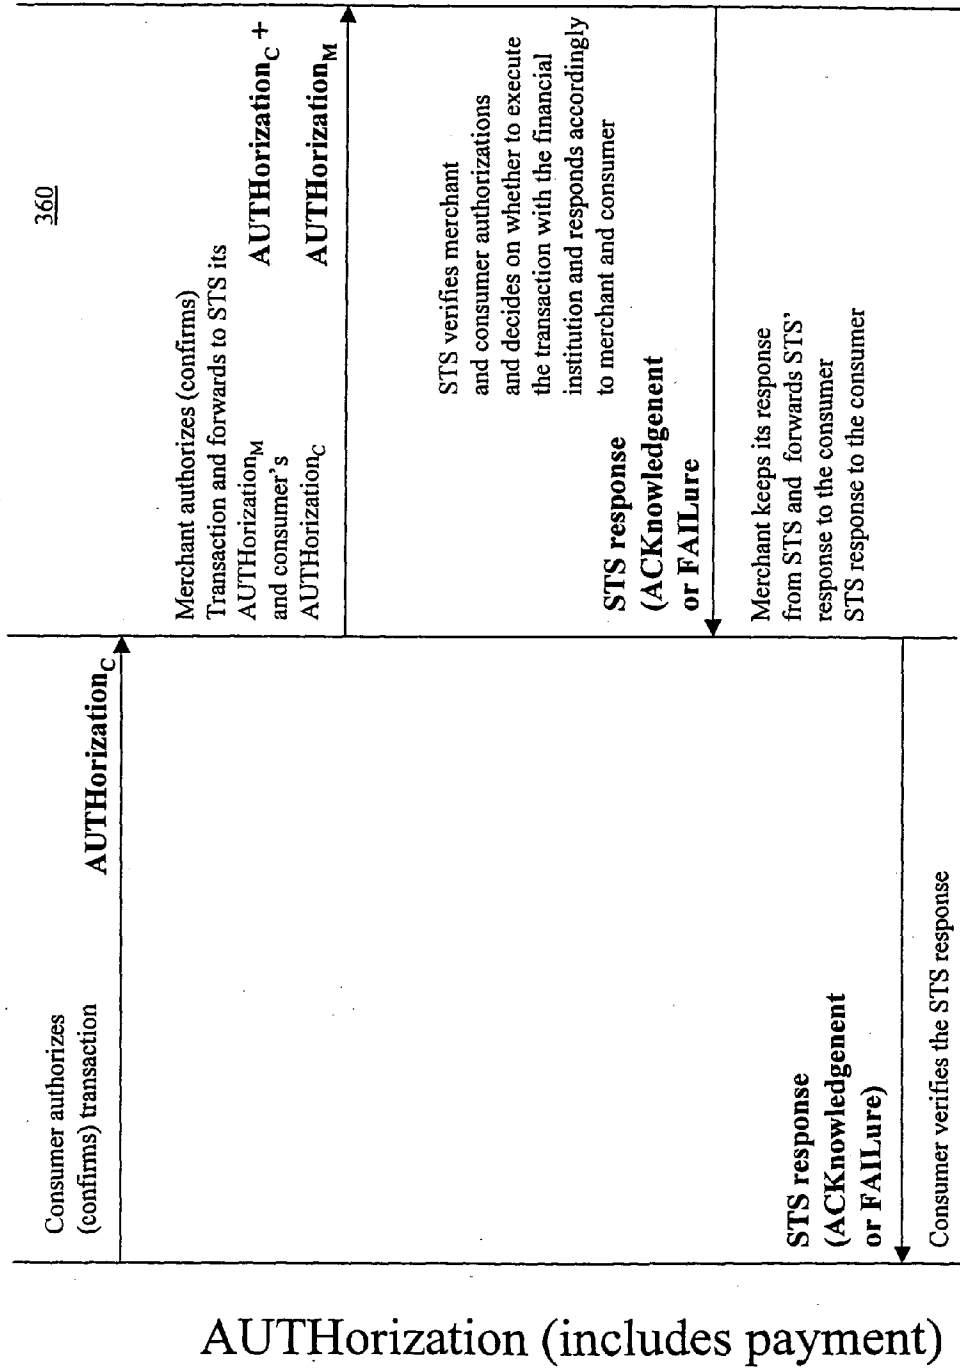 360
Consumer authorizes
(confirms) transaction
AUTHorization_C
Merchant authorizes (confirms)
Transaction and forwards to STS its
AUTHorization_M
and consumer's
AUTHorization_C
AUTHorization_C +
AUTHorization_M
STS verifies merchant
and consumer authorizations
and decides on whether to execute
the transaction with the financial
institution and responds accordingly
to merchant and consumer
STS response
(ACKnowledgenent
or FAILure
Merchant keeps its response
from STS and forwards STS'
response to the consumer
STS response to the consumer
STS response
(ACKnowledgenent
or FAILure)
Consumer verifies the STS response
AUTHorization (includes payment)